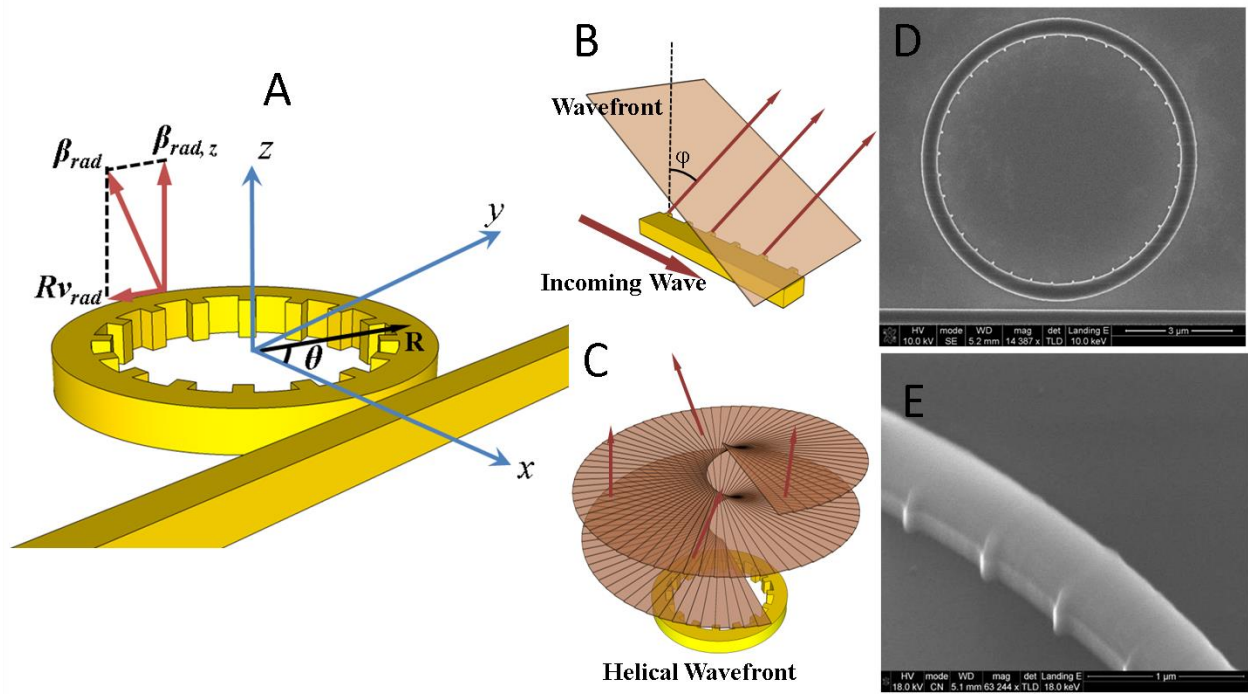 A
β_rad
β_rad, z
z
y
Rv_rad
R
θ
x
B
Wavefront
φ
Incoming Wave
C
Helical Wavefront
D
HV mode WD mag det Landing E
10.0 kV SE 5.2 mm 14 387 x TLD 10.0 keV
3 µm
E
HV mode WD mag det Landing E
18.0 kV CN 5.1 mm 63 244 x TLD 18.0 keV
1 µm